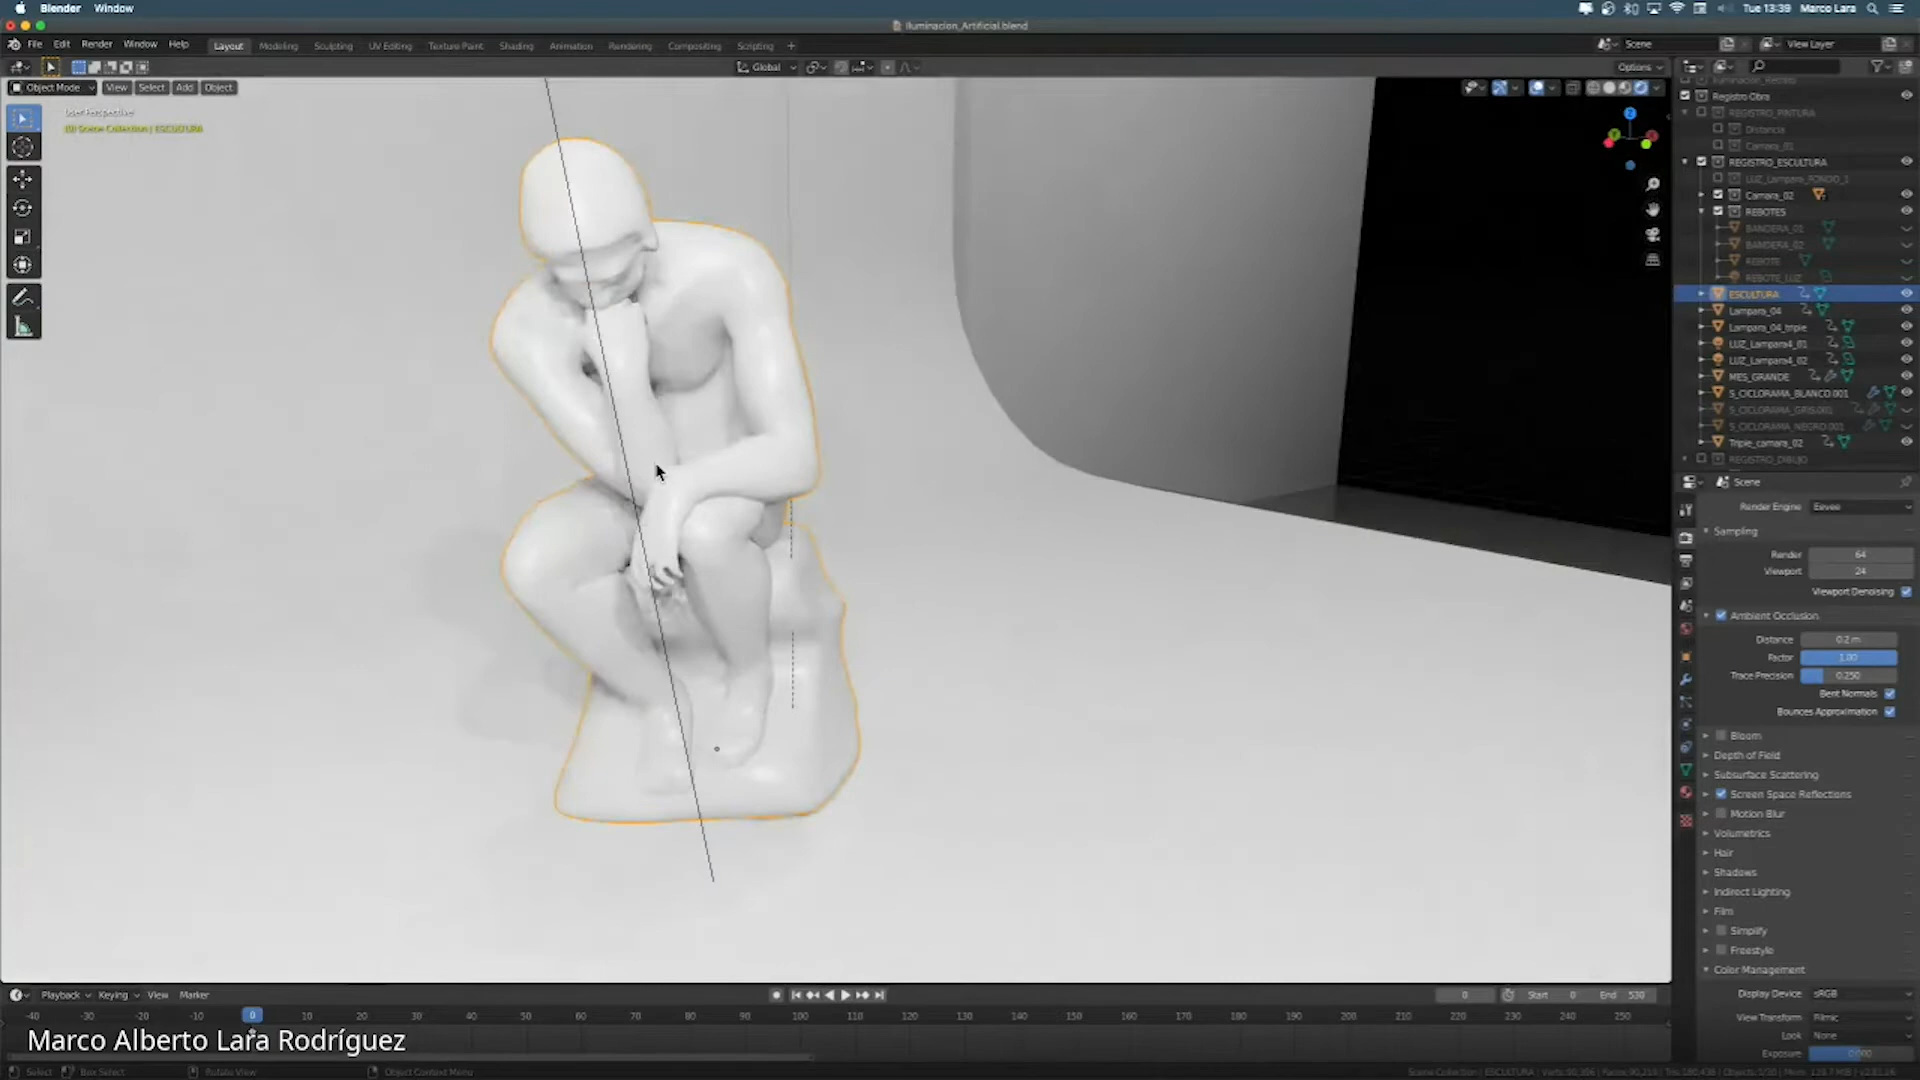 Blender Window
Tue 13:39 Marco Lara
Iluminacion_Artificial.blend
File Edit Render Window Help
Layout Modeling Sculpting UV Editing Texture Paint Shading Animation Rendering Compositing Scripting +
Scene
View Layer
Global
Options
Object Mode View Select Add Object
User Perspective
(0) Scene Collection | ESCULTURA
Registro Obra
REGISTRO_PINTURA
Distancia
Camara_01
REGISTRO_ESCULTURA
LUZ_Lampara_FONDO_1
Camara_02
REBOTES
BANDERA_01
BANDERA_02
REBOTE
REBOTE_LUZ
ESCULTURA
Lampara_04
Lampara_04_triple
LUZ_Lampara4_01
LUZ_Lampara4_02
MES_GRANDE
S_CICLORAMA_BLANCO.001
S_CICLORAMA_GRIS.001
S_CICLORAMA_NEGRO.001
Triple_camara_02
REGISTRO_DIBUJO
Scene
Render Engine Eevee
Sampling
Render 64
Viewport 24
Viewport Denoising
Ambient Occlusion
Distance 0.2 m
Factor 1.00
Trace Precision 0.250
Bent Normals
Bounces Approximation
Bloom
Depth of Field
Subsurface Scattering
Screen Space Reflections
Motion Blur
Volumetrics
Hair
Shadows
Indirect Lighting
Film
Simplify
Freestyle
Color Management
Display Device sRGB
View Transform Filmic
Look None
Exposure 0.000
Playback Keying View Marker
0 Start 0 End 530
-40 -30 -20 -10 0 10 20 30 40 50 60 70 80 90 100 110 120 130 140 150 160 170 180 190 200 210 220 230 240 250
Marco Alberto Lara Rodríguez
Select Box Select Rotate View Object Context Menu
Scene Collection | ESCULTURA